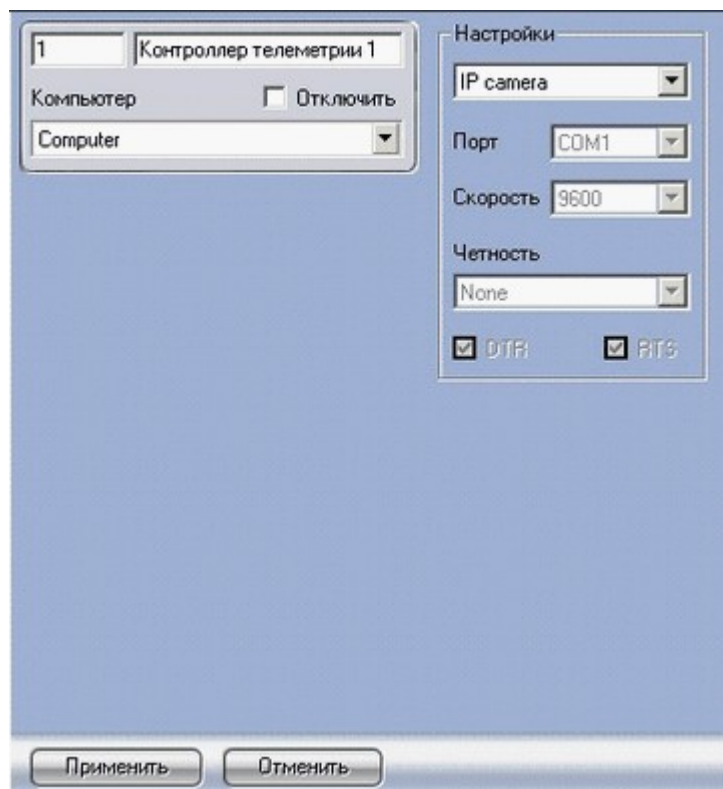 1 Контроллер телеметрии 1
Компьютер Отключить
Computer
Настройки
IP camera
Порт COM1
Скорость 9600
Четность
None
DTR RTS
Применить Отменить